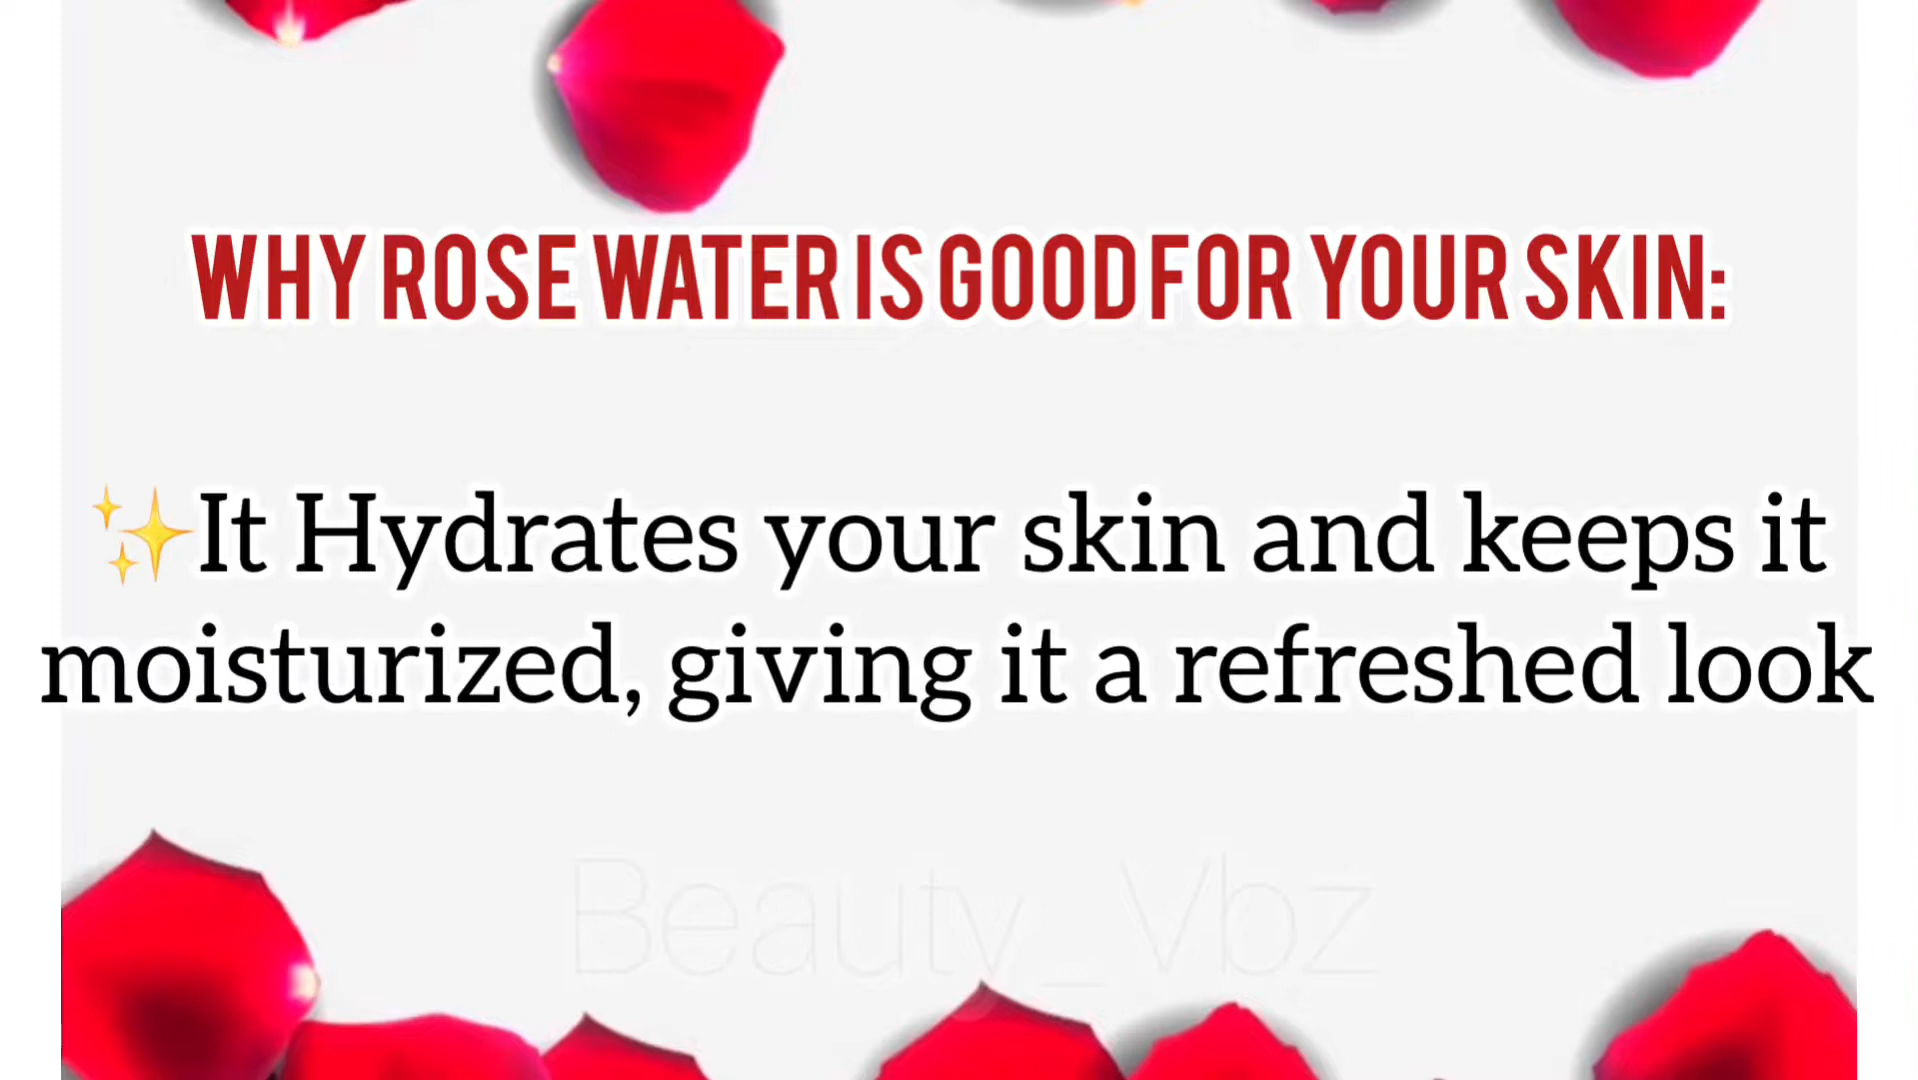 WHY ROSE WATER IS GOOD FOR YOUR SKIN:
✨It Hydrates your skin and keeps it
moisturized, giving it a refreshed look
Beauty_Vbz